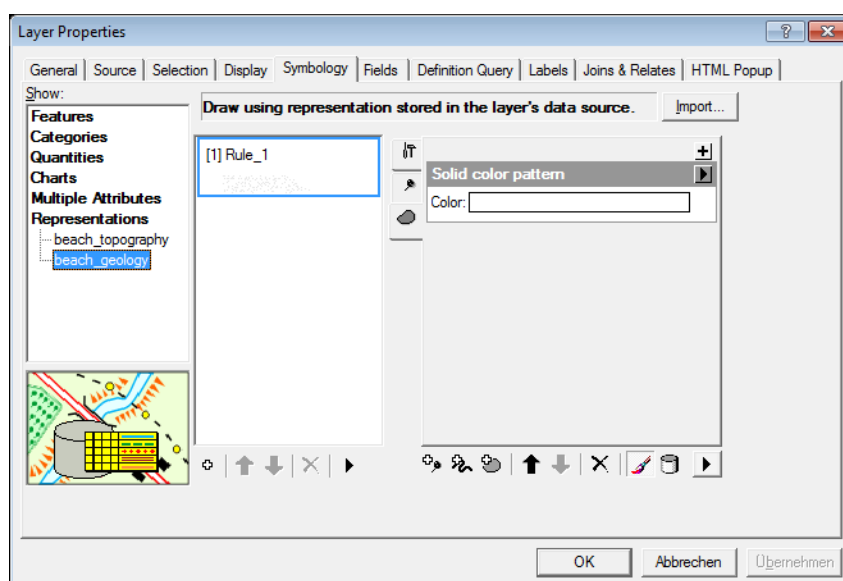 Layer Properties
General Source Selection Display Symbology Fields Definition Query Labels Joins & Relates HTML Popup
Show:
Features
Categories
Quantities
Charts
Multiple Attributes
Representations
beach_topography
beach_geology
Draw using representation stored in the layer's data source.
Import...
[1] Rule_1
Solid color pattern
Color:
OK Abbrechen Übernehmen